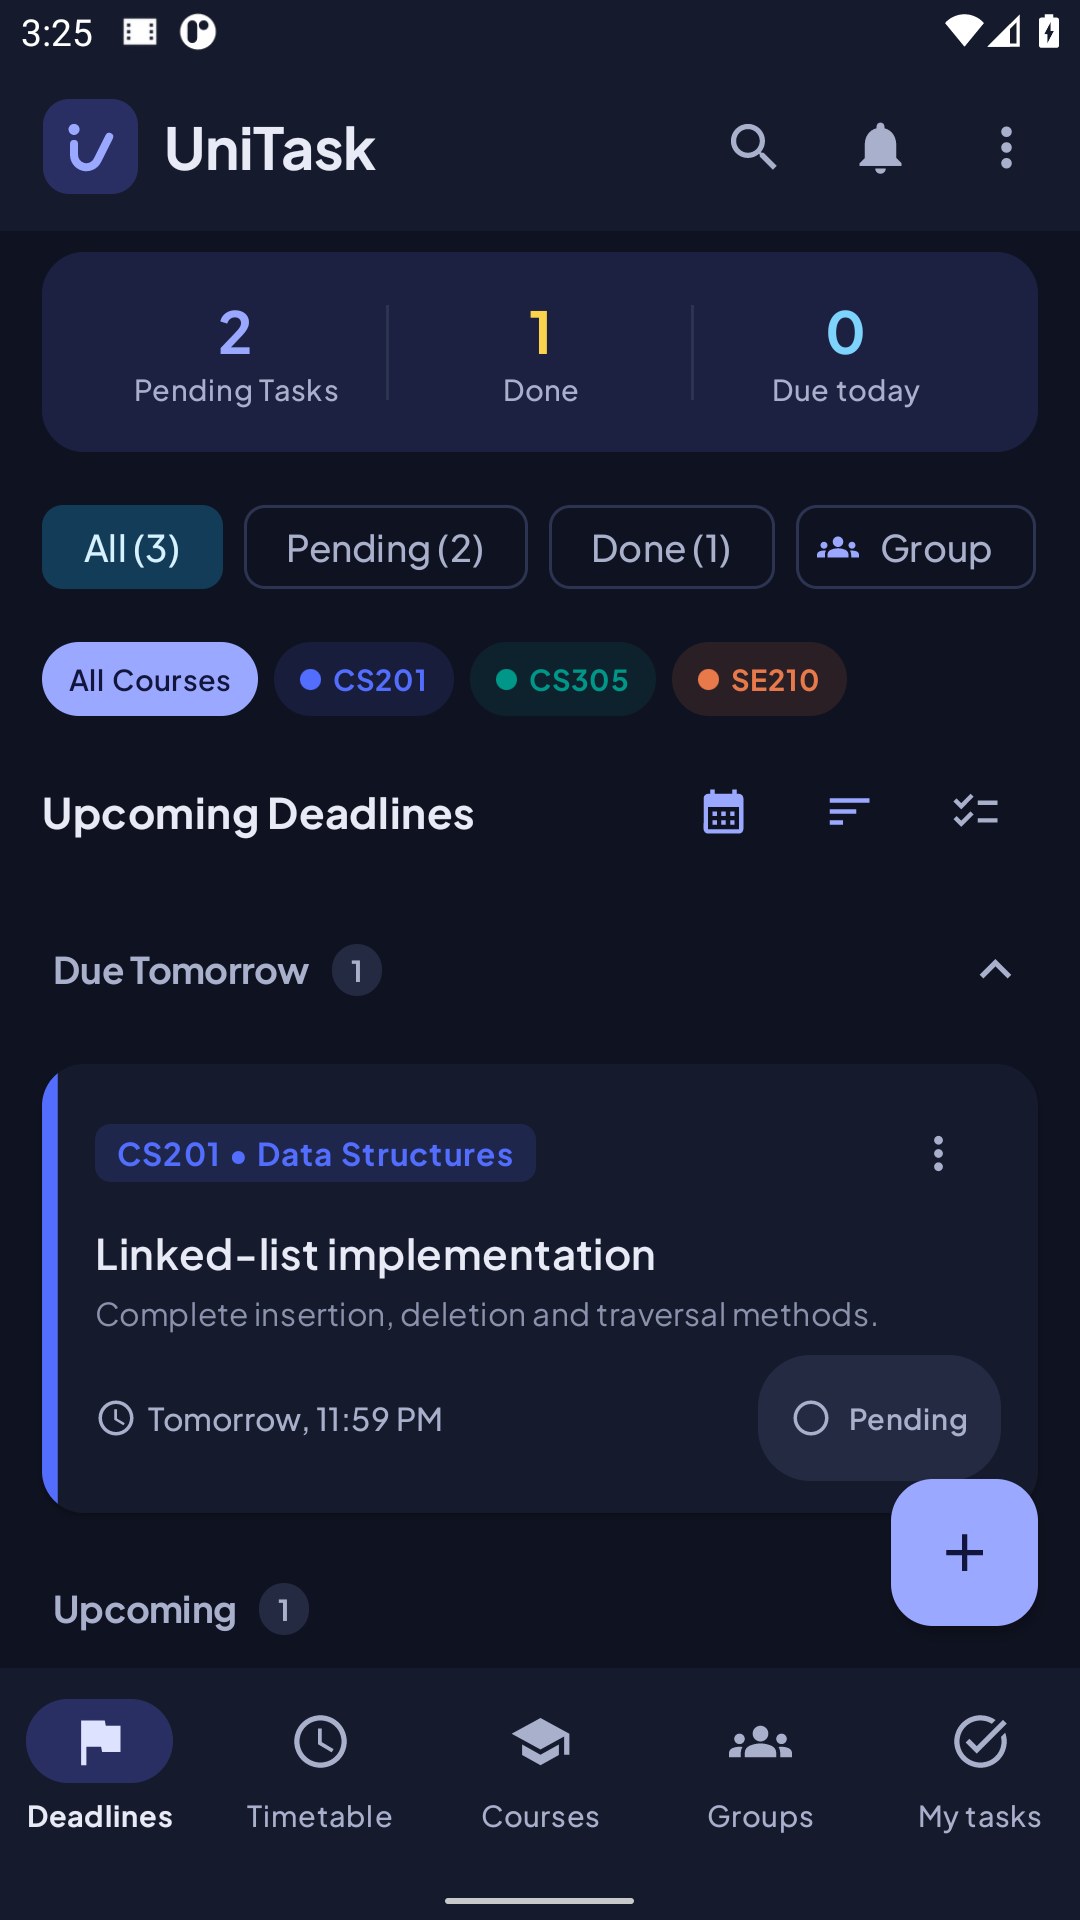 3:25
UniTask
2
Pending Tasks
1
Done
0
Due today
All (3)
Pending (2)
Done (1)
Group
All Courses
CS201
CS305
SE210
Upcoming Deadlines
Due Tomorrow 1
CS201 • Data Structures
Linked-list implementation
Complete insertion, deletion and traversal methods.
Tomorrow, 11:59 PM
Pending
Upcoming 1
Deadlines
Timetable
Courses
Groups
My tasks